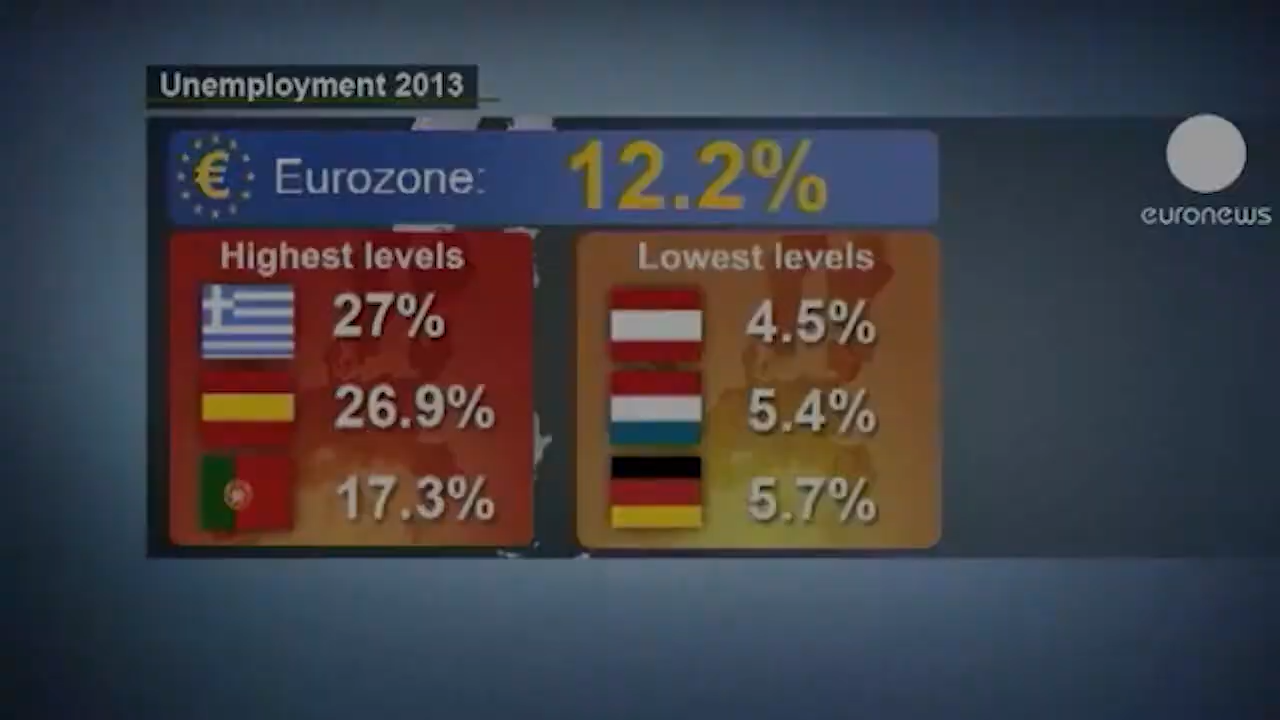 Unemployment 2013
€ Eurozone: 12.2%
euronews
Highest levels
27%
26.9%
17.3%
Lowest levels
4.5%
5.4%
5.7%